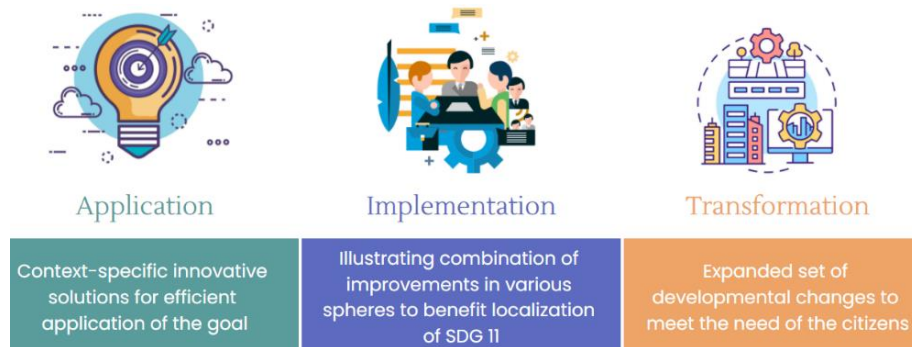 Application
Implementation
Transformation
Context-specific innovative
solutions for efficient
application of the goal
Illustrating combination of
improvements in various
spheres to benefit localization
of SDG 11
Expanded set of
developmental changes to
meet the need of the citizens